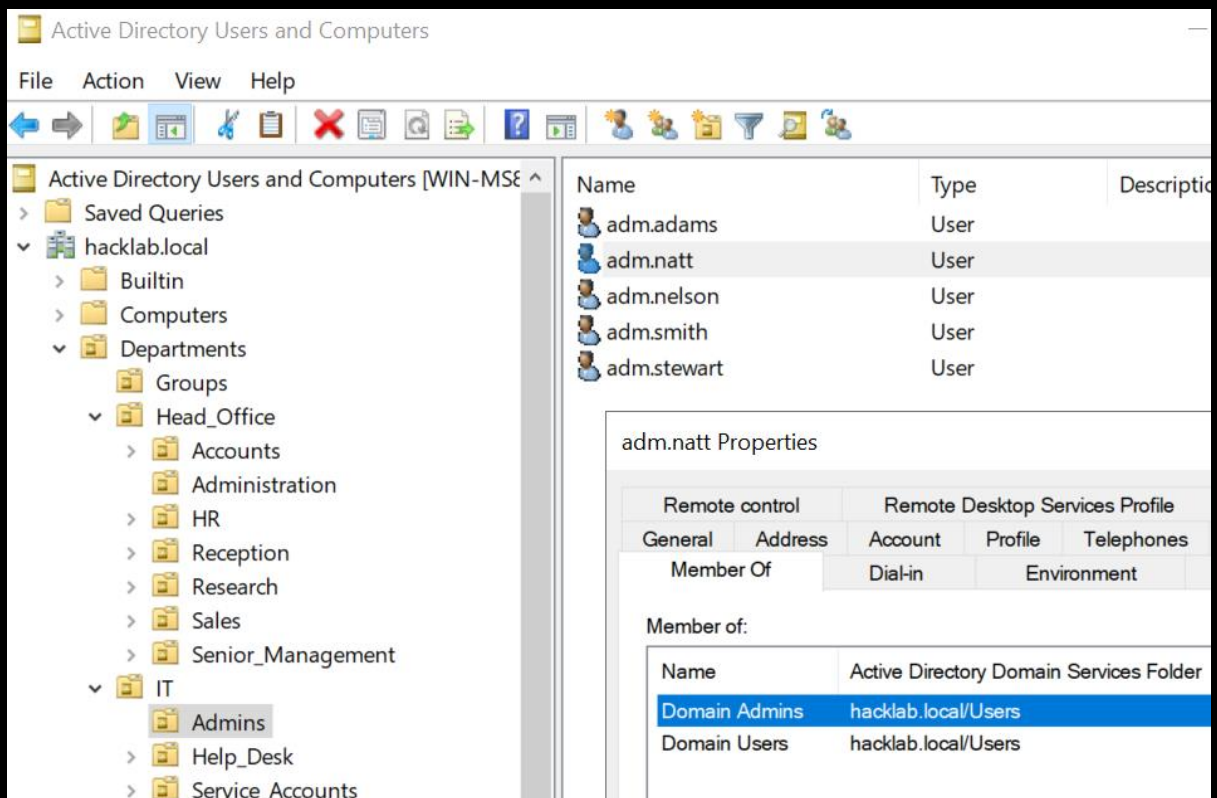 Active Directory Users and Computers
File Action View Help
Active Directory Users and Computers [WIN-MS8
Saved Queries
hacklab.local
Builtin
Computers
Departments
Groups
Head_Office
Accounts
Administration
HR
Reception
Research
Sales
Senior_Management
IT
Admins
Help_Desk
Service_Accounts
Name Type Descriptic
adm.adams User
adm.natt User
adm.nelson User
adm.smith User
adm.stewart User
adm.natt Properties
Remote control Remote Desktop Services Profile
General Address Account Profile Telephones
Member Of Dial-in Environment
Member of:
Name Active Directory Domain Services Folder
Domain Admins hacklab.local/Users
Domain Users hacklab.local/Users